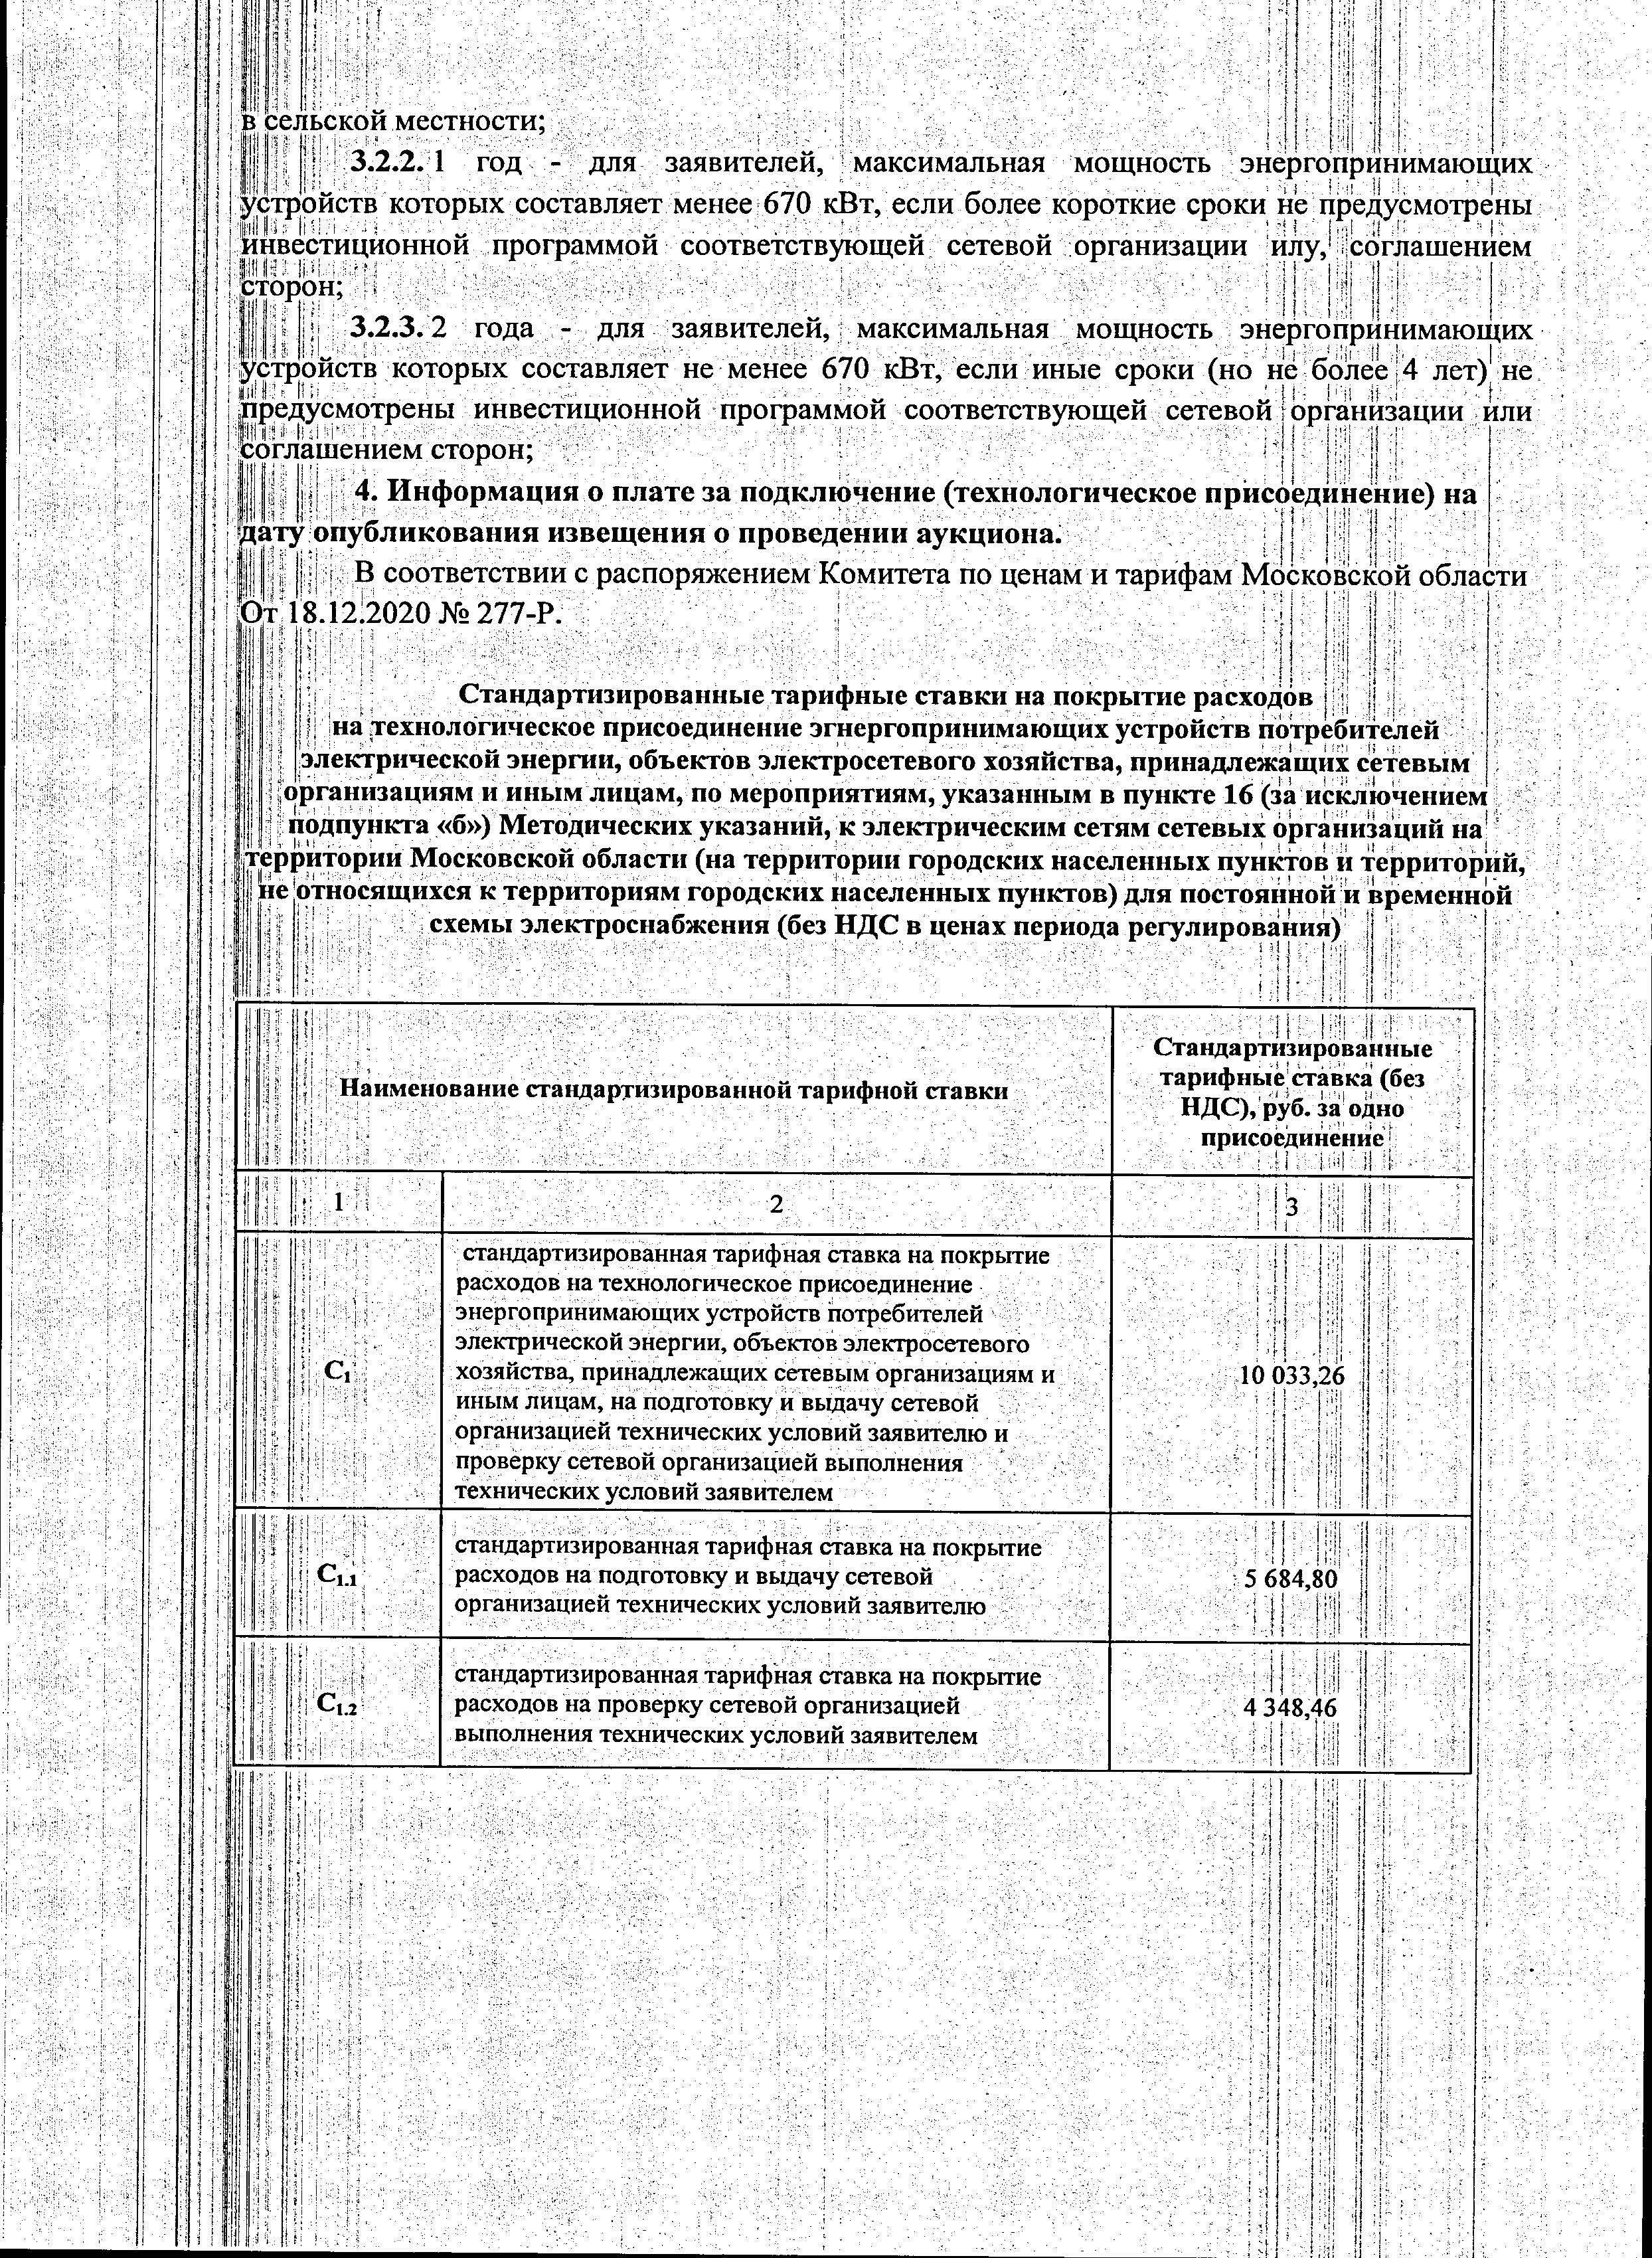 в сельской местности;
3.2.2. 1 год - для заявителей, максимальная мощность энергопринимающих
устройств которых составляет менее 670 кВт, если более короткие сроки не предусмотрены
инвестиционной программой соответствующей сетевой организации илу, соглашением
сторон;
3.2.3. 2 года - для заявителей, максимальная мощность энергопринимающих
устройств которых составляет не менее 670 кВт, если иные сроки (но не более 4 лет) не
предусмотрены инвестиционной программой соответствующей сетевой организации или
соглашением сторон;
4. Информация о плате за подключение (технологическое присоединение) на
дату опубликования извещения о проведении аукциона.
В соответствии с распоряжением Комитета по ценам и тарифам Московской области
От 18.12.2020 № 277-Р.
Стандартизированные тарифные ставки на покрытие расходов
на технологическое присоединение эгнергопринимающих устройств потребителей
электрической энергии, объектов электросетевого хозяйства, принадлежащих сетевым
организациям и иным лицам, по мероприятиям, указанным в пункте 16 (за исключением
подпункта «б») Методических указаний, к электрическим сетям сетевых организаций на
территории Московской области (на территории городских населенных пунктов и территорий,
не относящихся к территориям городских населенных пунктов) для постоянной и временной
схемы электроснабжения (без НДС в ценах периода регулирования)
Наименование стандартизированной тарифной ставки
Стандартизированные
тарифные ставка (без
НДС), руб. за одно
присоединение
1
2
3
С1
стандартизированная тарифная ставка на покрытие
расходов на технологическое присоединение
энергопринимающих устройств потребителей
электрической энергии, объектов электросетевого
хозяйства, принадлежащих сетевым организациям и
иным лицам, на подготовку и выдачу сетевой
организацией технических условий заявителю и
проверку сетевой организацией выполнения
технических условий заявителем
10 033,26
С1.1
стандартизированная тарифная ставка на покрытие
расходов на подготовку и выдачу сетевой
организацией технических условий заявителю
5 684,80
С1.2
стандартизированная тарифная ставка на покрытие
расходов на проверку сетевой организацией
выполнения технических условий заявителем
4 348,46